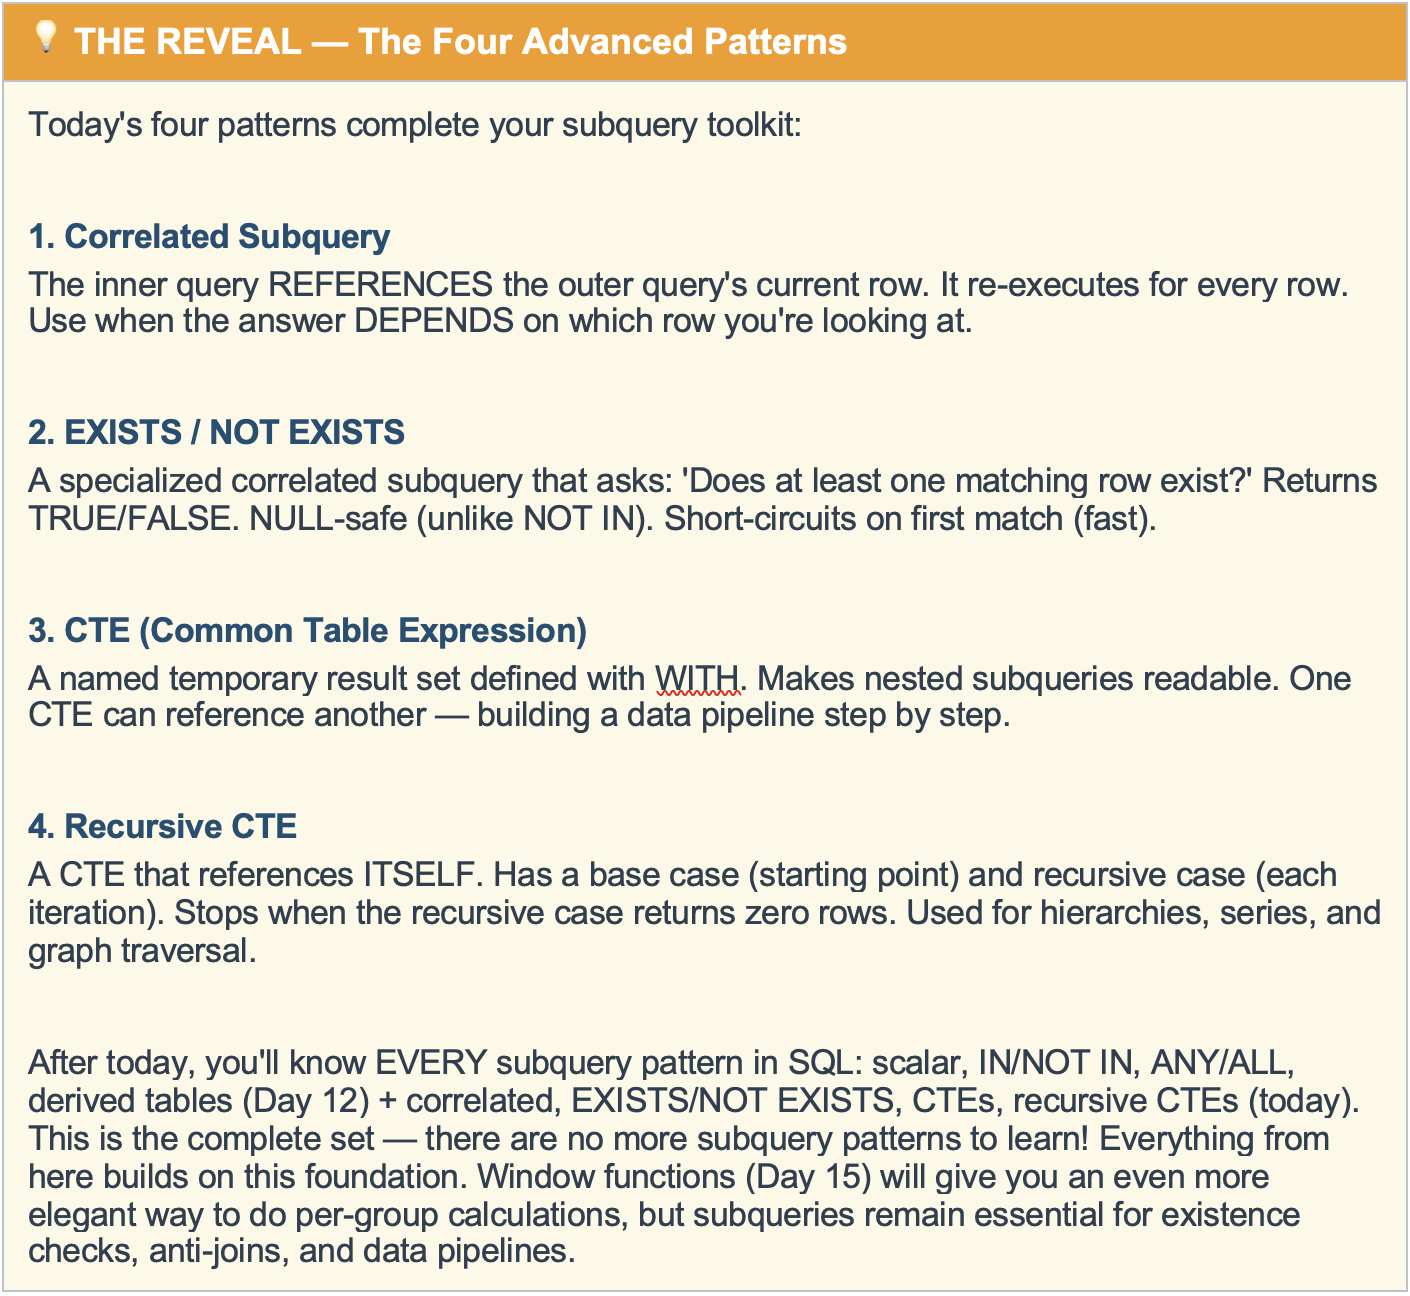 💡 THE REVEAL — The Four Advanced Patterns
Today's four patterns complete your subquery toolkit:
1. Correlated Subquery
The inner query REFERENCES the outer query's current row. It re-executes for every row.
Use when the answer DEPENDS on which row you're looking at.
2. EXISTS / NOT EXISTS
A specialized correlated subquery that asks: 'Does at least one matching row exist?' Returns
TRUE/FALSE. NULL-safe (unlike NOT IN). Short-circuits on first match (fast).
3. CTE (Common Table Expression)
A named temporary result set defined with WITH. Makes nested subqueries readable. One
CTE can reference another — building a data pipeline step by step.
4. Recursive CTE
A CTE that references ITSELF. Has a base case (starting point) and recursive case (each
iteration). Stops when the recursive case returns zero rows. Used for hierarchies, series, and
graph traversal.
After today, you'll know EVERY subquery pattern in SQL: scalar, IN/NOT IN, ANY/ALL,
derived tables (Day 12) + correlated, EXISTS/NOT EXISTS, CTEs, recursive CTEs (today).
This is the complete set — there are no more subquery patterns to learn! Everything from
here builds on this foundation. Window functions (Day 15) will give you an even more
elegant way to do per-group calculations, but subqueries remain essential for existence
checks, anti-joins, and data pipelines.